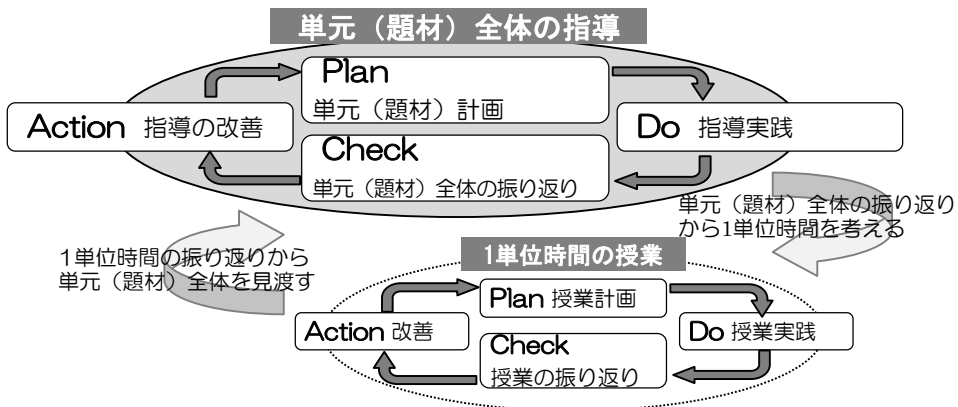 単元（題材）全体の指導
Plan
単元（題材）計画
Action 指導の改善
Do 指導実践
Check
単元（題材）全体の振り返り
単元（題材）全体の振り返り
から1単位時間を考える
1単位時間の振り返りから
単元（題材）全体を見渡す
1単位時間の授業
Plan 授業計画
Action 改善
Do 授業実践
Check
授業の振り返り